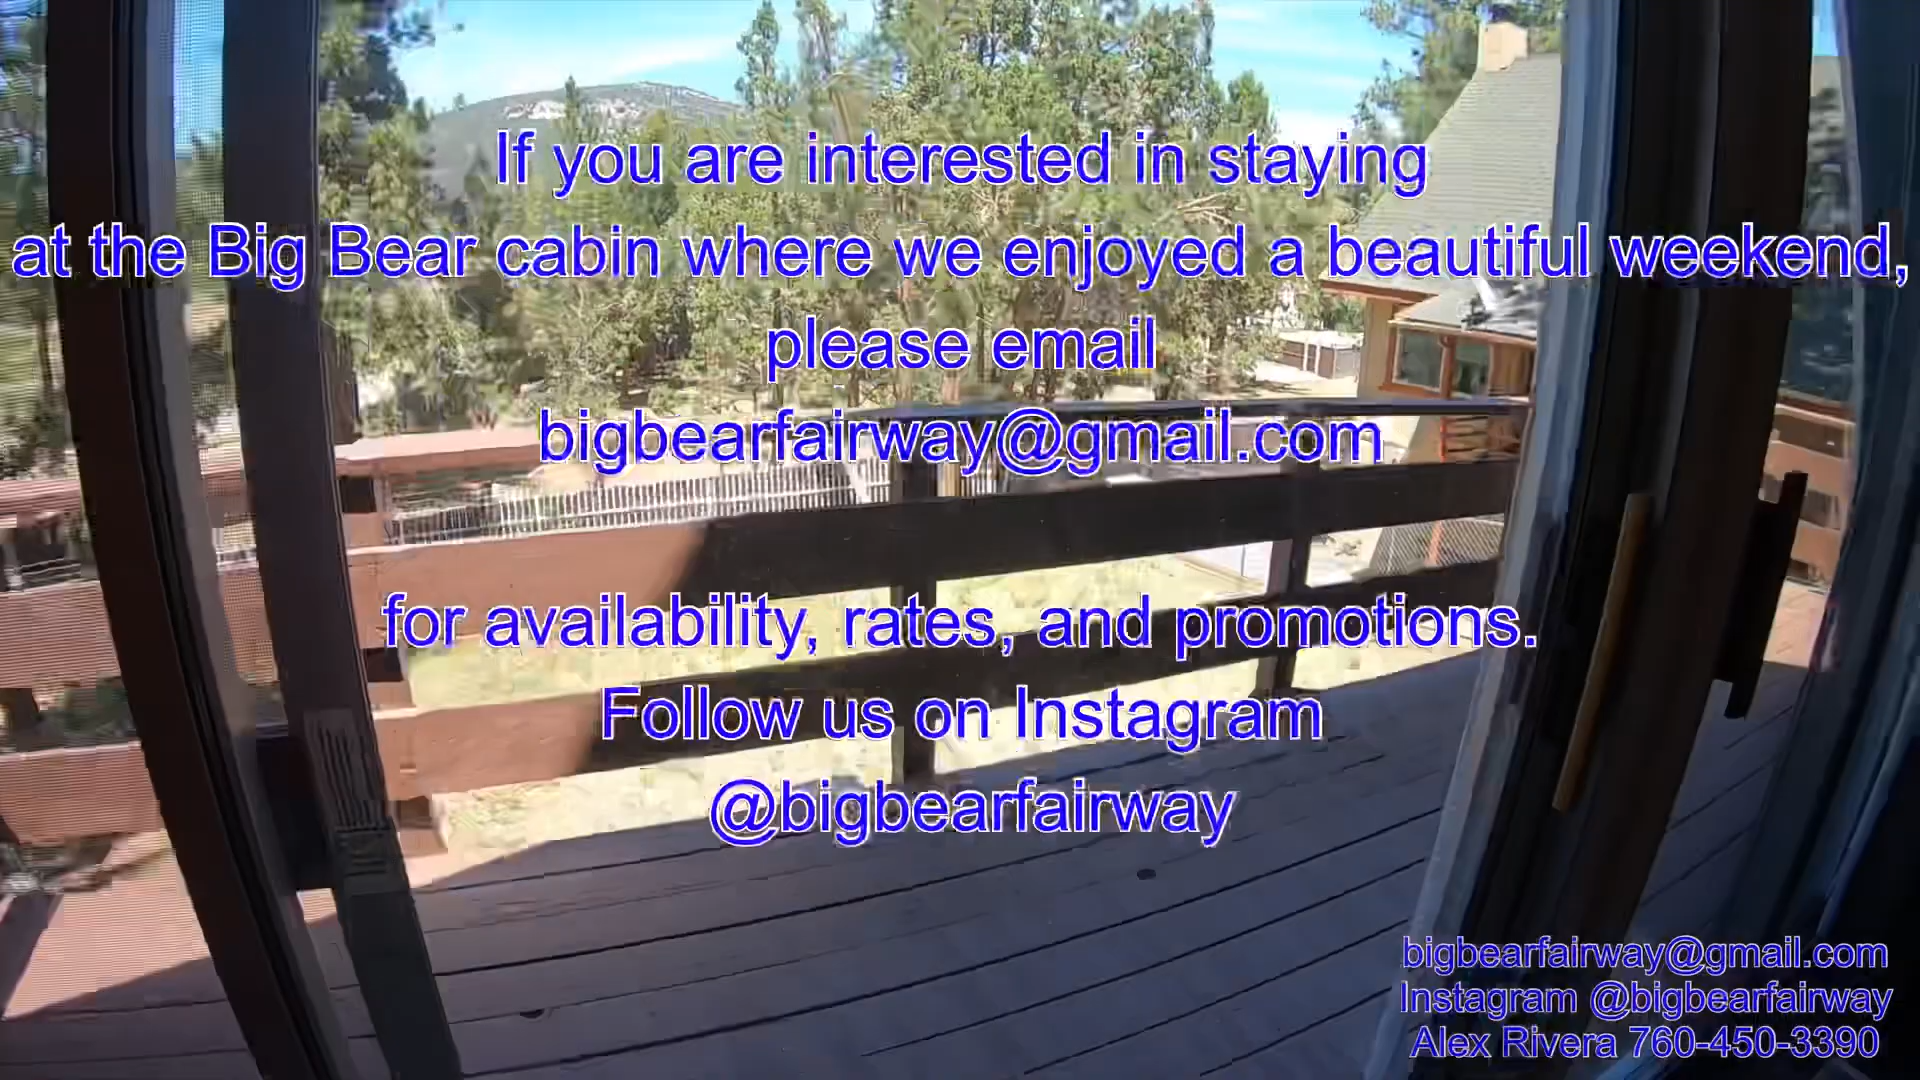 If you are interested in staying
at the Big Bear cabin where we enjoyed a beautiful weekend,
please email
bigbearfairway@gmail.com
for availability, rates, and promotions.
Follow us on Instagram
@bigbearfairway
bigbearfairway@gmail.com
Instagram @bigbearfairway
Alex Rivera 760-450-3390